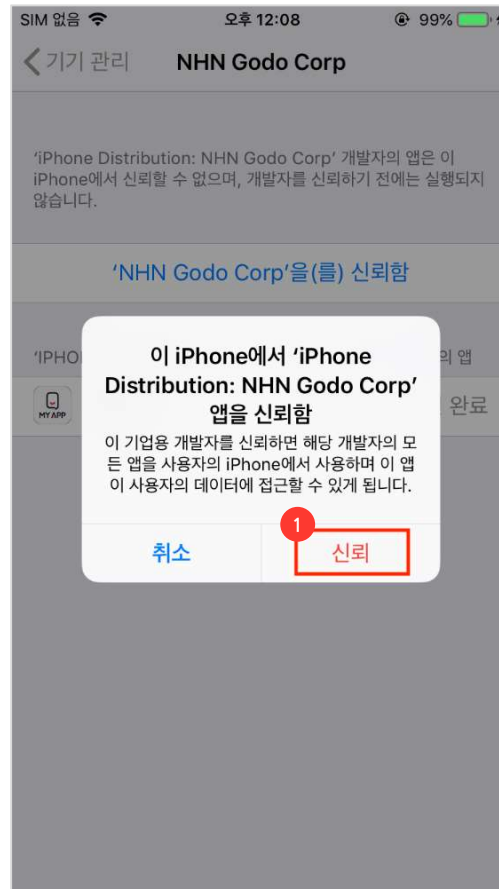 SIM 없음 오후 12:08 99%
기기 관리 NHN Godo Corp
‘iPhone Distribution: NHN Godo Corp’ 개발자의 앱은 이
iPhone에서 신뢰할 수 없으며, 개발자를 신뢰하기 전에는 실행되지
않습니다.
‘NHN Godo Corp’을(를) 신뢰함
‘IPHO
의 앱
이 iPhone에서 ‘iPhone
Distribution: NHN Godo Corp’
앱을 신뢰함
MY APP
완료
이 기업용 개발자를 신뢰하면 해당 개발자의 모
든 앱을 사용자의 iPhone에서 사용하며 이 앱
이 사용자의 데이터에 접근할 수 있게 됩니다.
1
취소 신뢰